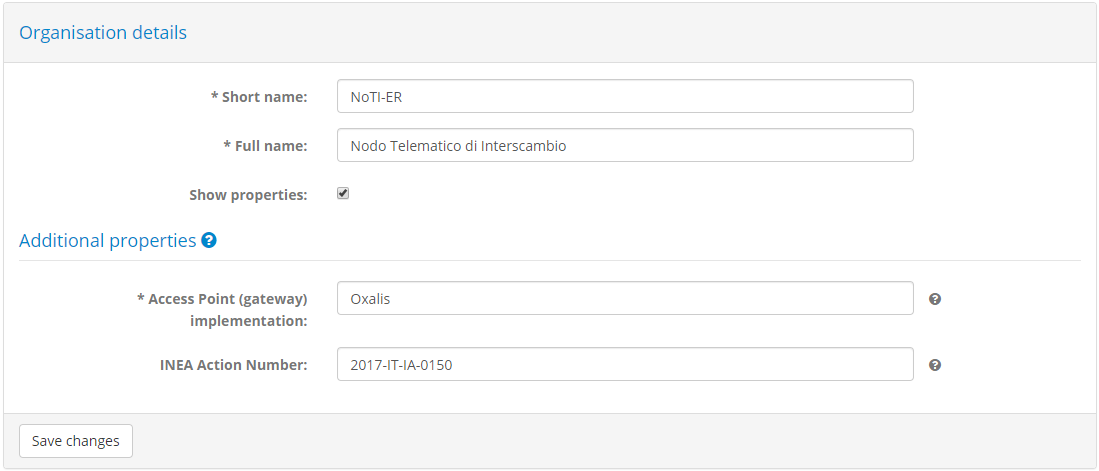 Organisation details
* Short name: NoTI-ER
* Full name: Nodo Telematico di Interscambio
Show properties:
Additional properties ?
* Access Point (gateway) implementation: Oxalis ?
INEA Action Number: 2017-IT-IA-0150 ?
Save changes